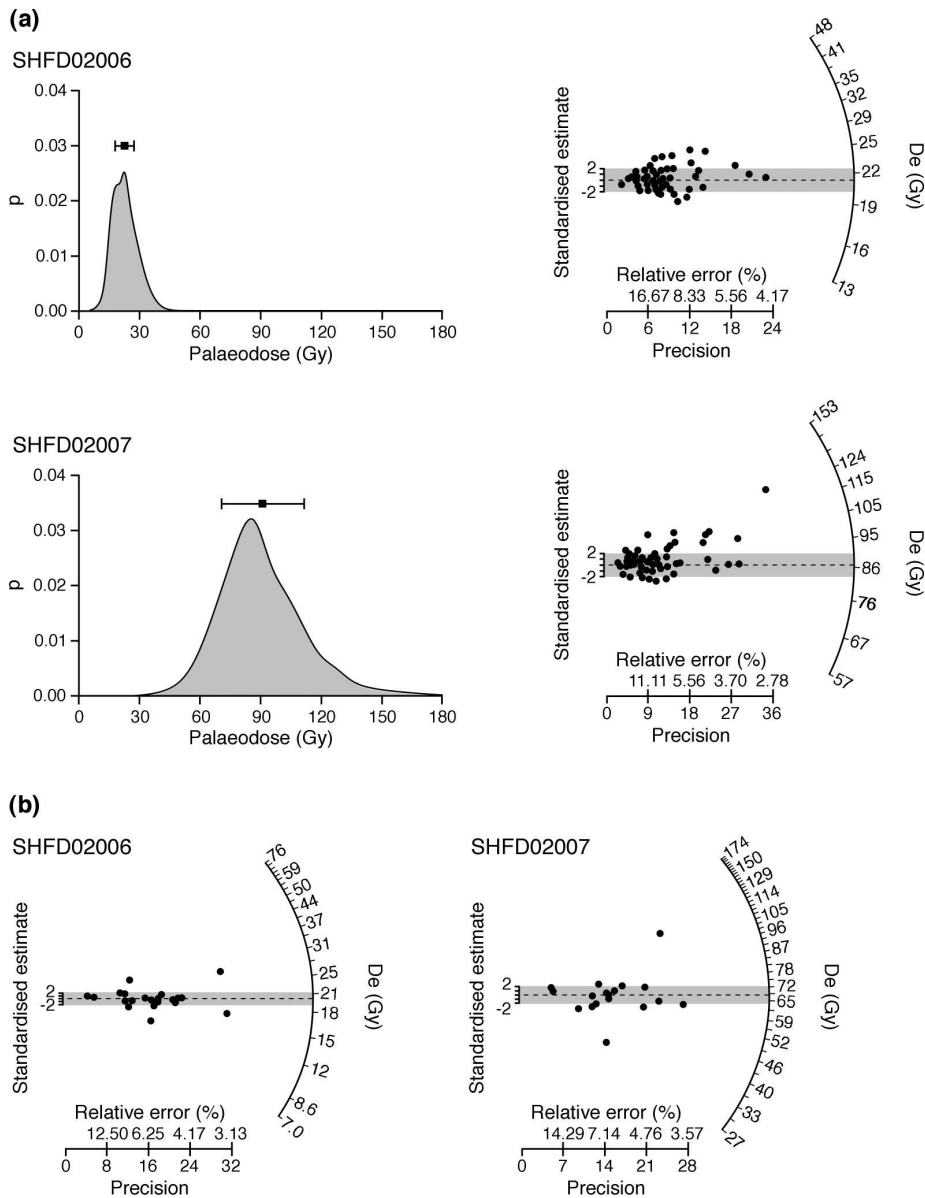 (a)
SHFD02006
p
0.04
0.03
0.02
0.01
0.00
0 30 60 90 120 150 180
Palaeodose (Gy)
Standardised estimate
2
-2
48
41
35
32
29
25
22
19
16
13
De (Gy)
Relative error (%)
16.67 8.33 5.56 4.17
0 6 12 18 24
Precision
SHFD02007
p
0.04
0.03
0.02
0.01
0.00
0 30 60 90 120 150 180
Palaeodose (Gy)
Standardised estimate
2
-2
153
124
115
105
95
86
76
67
57
De (Gy)
Relative error (%)
11.11 5.56 3.70 2.78
0 9 18 27 36
Precision
(b)
SHFD02006
Standardised estimate
2
-2
76
59
50
44
37
31
25
21
18
15
12
8.6
7.0
De (Gy)
Relative error (%)
12.50 6.25 4.17 3.13
0 8 16 24 32
Precision
SHFD02007
Standardised estimate
2
-2
174
150
129
114
105
96
87
78
72
65
59
52
46
40
33
27
De (Gy)
Relative error (%)
14.29 7.14 4.76 3.57
0 7 14 21 28
Precision